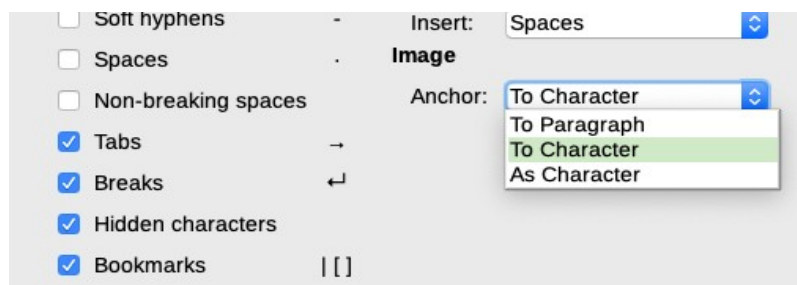 Soft hyphens -
Spaces ·
Non-breaking spaces
Tabs →
Breaks ↵
Hidden characters
Bookmarks |[]
Insert: Spaces
Image
Anchor: To Character
To Paragraph
To Character
As Character